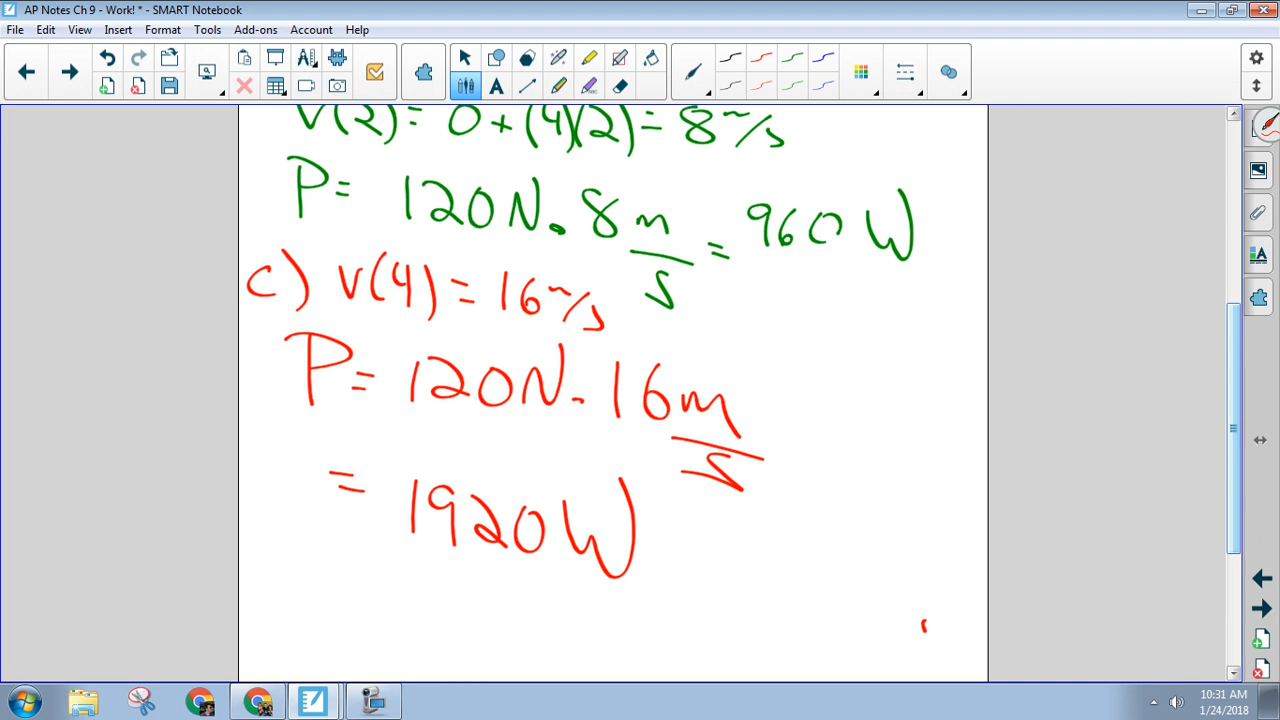 AP Notes Ch 9 - Work! * - SMART Notebook
File Edit View Insert Format Tools Add-ons Account Help
V(2) = 0 + (4)(2) = 8 m/s
P = 120N . 8 m/s = 960 W
c) V(4) = 16 m/s
P = 120N . 16 m/s
= 1920 W
10:31 AM
1/24/2018